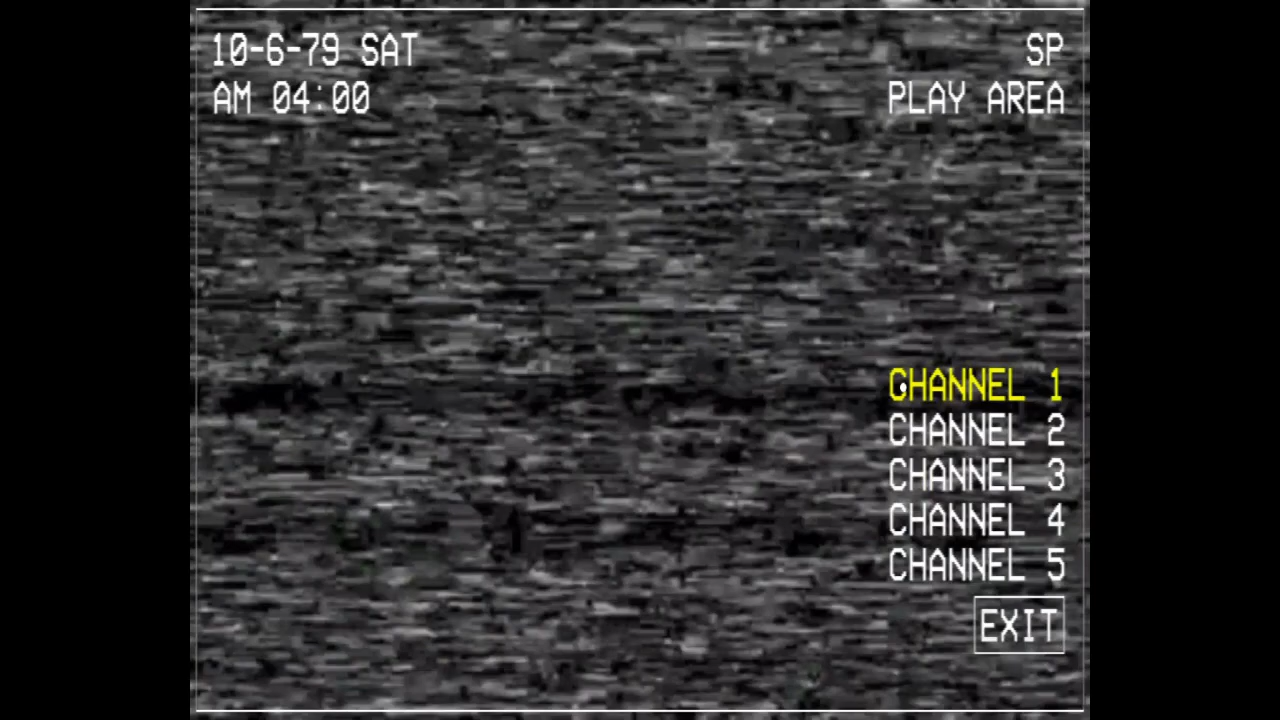 10-6-79 SAT
SP
AM 04:00
PLAY AREA
CHANNEL 1
CHANNEL 2
CHANNEL 3
CHANNEL 4
CHANNEL 5
EXIT